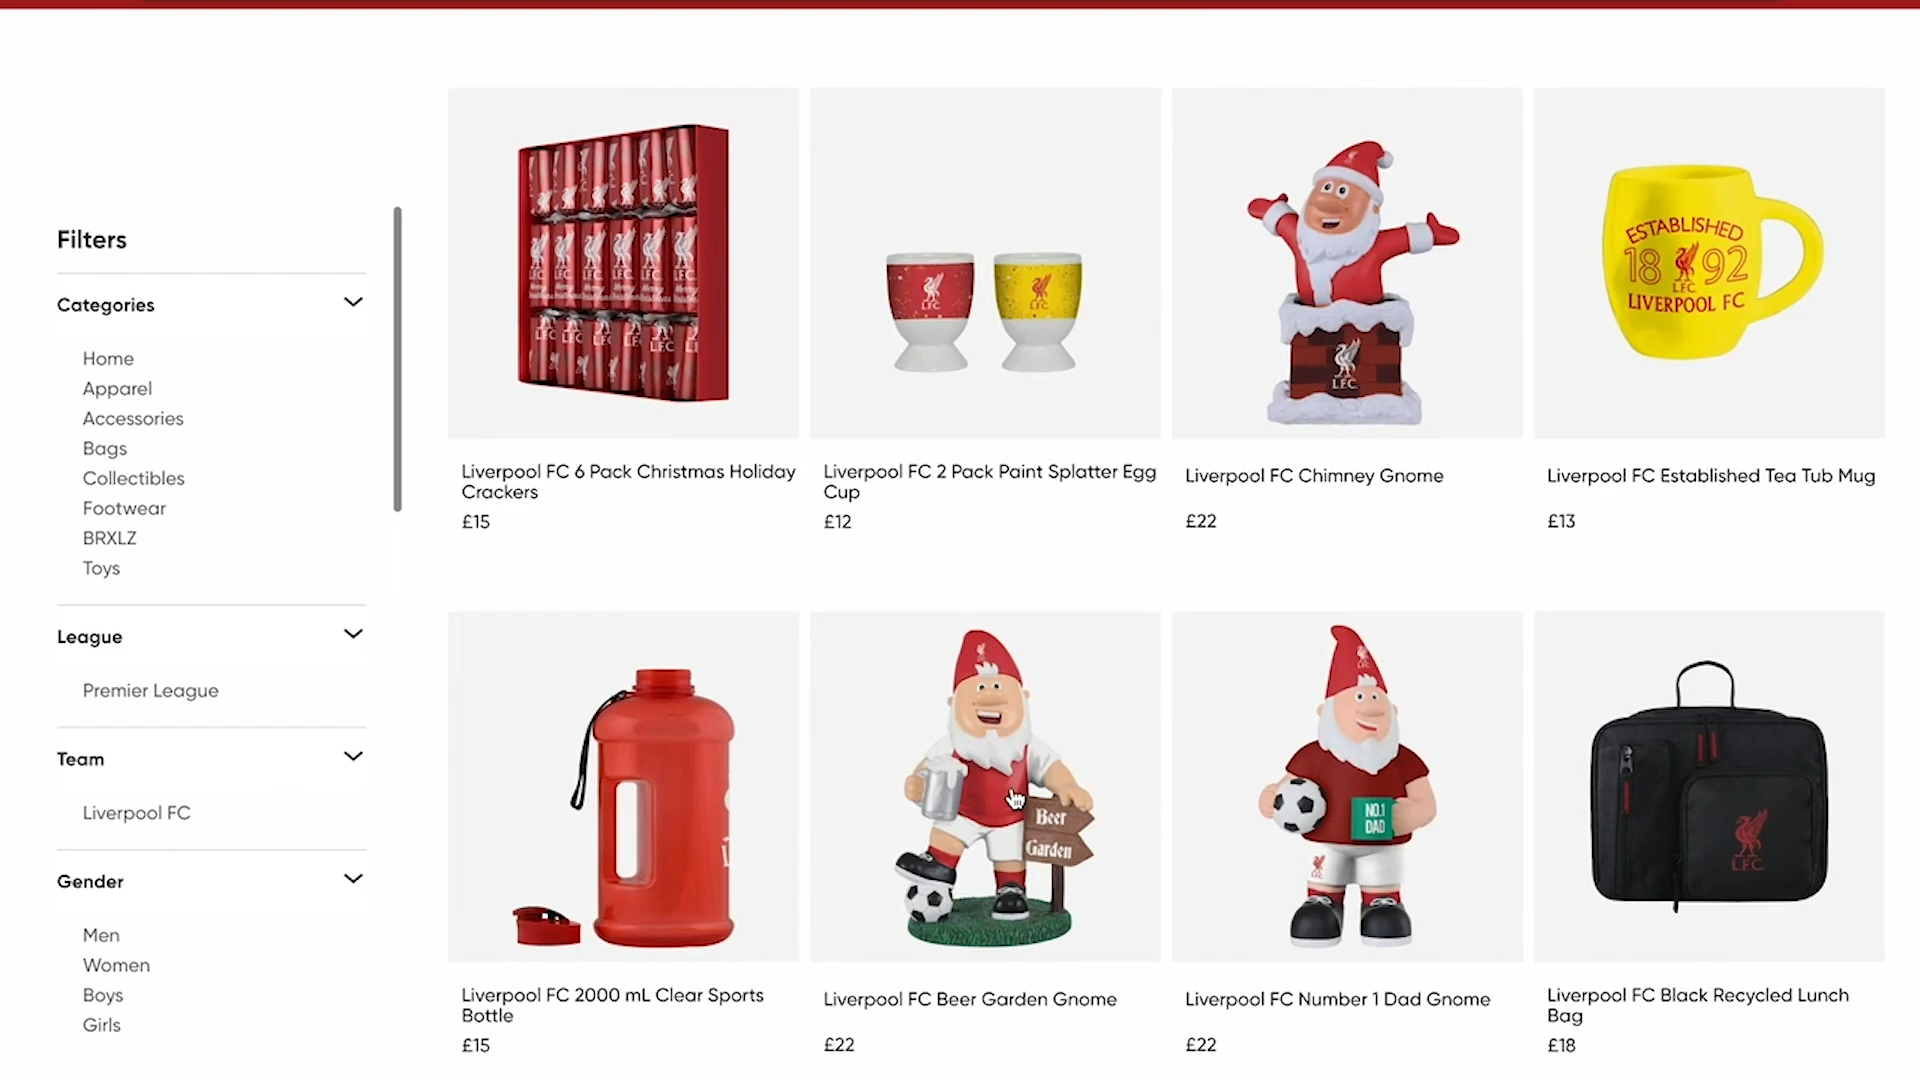 Filters
Categories
Home
Apparel
Accessories
Bags
Collectibles
Footwear
BRXLZ
Toys
League
Premier League
Team
Liverpool FC
Gender
Men
Women
Boys
Girls
L.F.C.
L.F.C.
L.F.C.
ESTABLISHED
18 92
L.F.C.
LIVERPOOL FC
Liverpool FC 6 Pack Christmas Holiday
Crackers
£15
Liverpool FC 2 Pack Paint Splatter Egg
Cup
£12
Liverpool FC Chimney Gnome
£22
Liverpool FC Established Tea Tub Mug
£13
Beer
Garden
NO.1
DAD
L.F.C.
Liverpool FC 2000 mL Clear Sports
Bottle
£15
Liverpool FC Beer Garden Gnome
£22
Liverpool FC Number 1 Dad Gnome
£22
Liverpool FC Black Recycled Lunch
Bag
£18